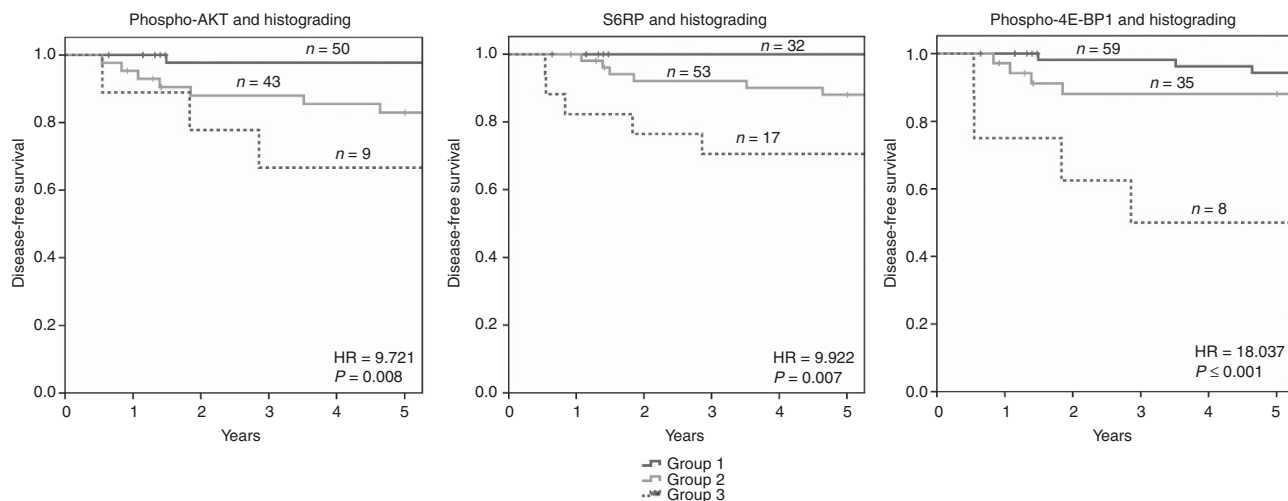 Phospho-AKT and histograding
Disease-free survival
1.0
0.8
0.6
0.4
0.2
0.0
n = 50
n = 43
n = 9
HR = 9.721
P = 0.008
0 1 2 3 4 5
Years
S6RP and histograding
Disease-free survival
1.0
0.8
0.6
0.4
0.2
0.0
n = 32
n = 53
n = 17
HR = 9.922
P = 0.007
0 1 2 3 4 5
Years
Phospho-4E-BP1 and histograding
Disease-free survival
1.0
0.8
0.6
0.4
0.2
0.0
n = 59
n = 35
n = 8
HR = 18.037
P ≤ 0.001
0 1 2 3 4 5
Years
Group 1
Group 2
Group 3